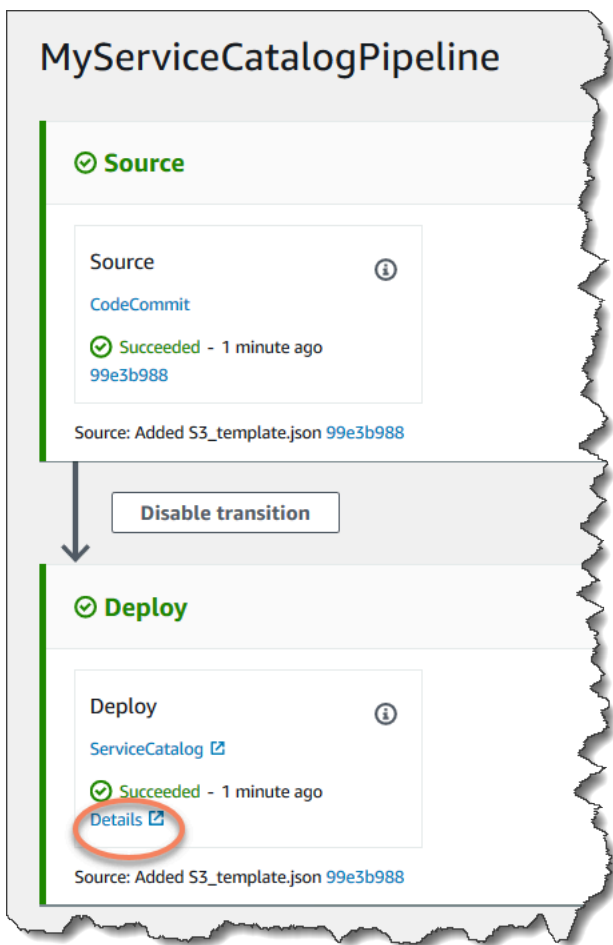 MyServiceCatalogPipeline
Source
Source
CodeCommit
Succeeded - 1 minute ago
99e3b988
Source: Added S3_template.json 99e3b988
Disable transition
Deploy
Deploy
ServiceCatalog
Succeeded - 1 minute ago
Details
Source: Added S3_template.json 99e3b988